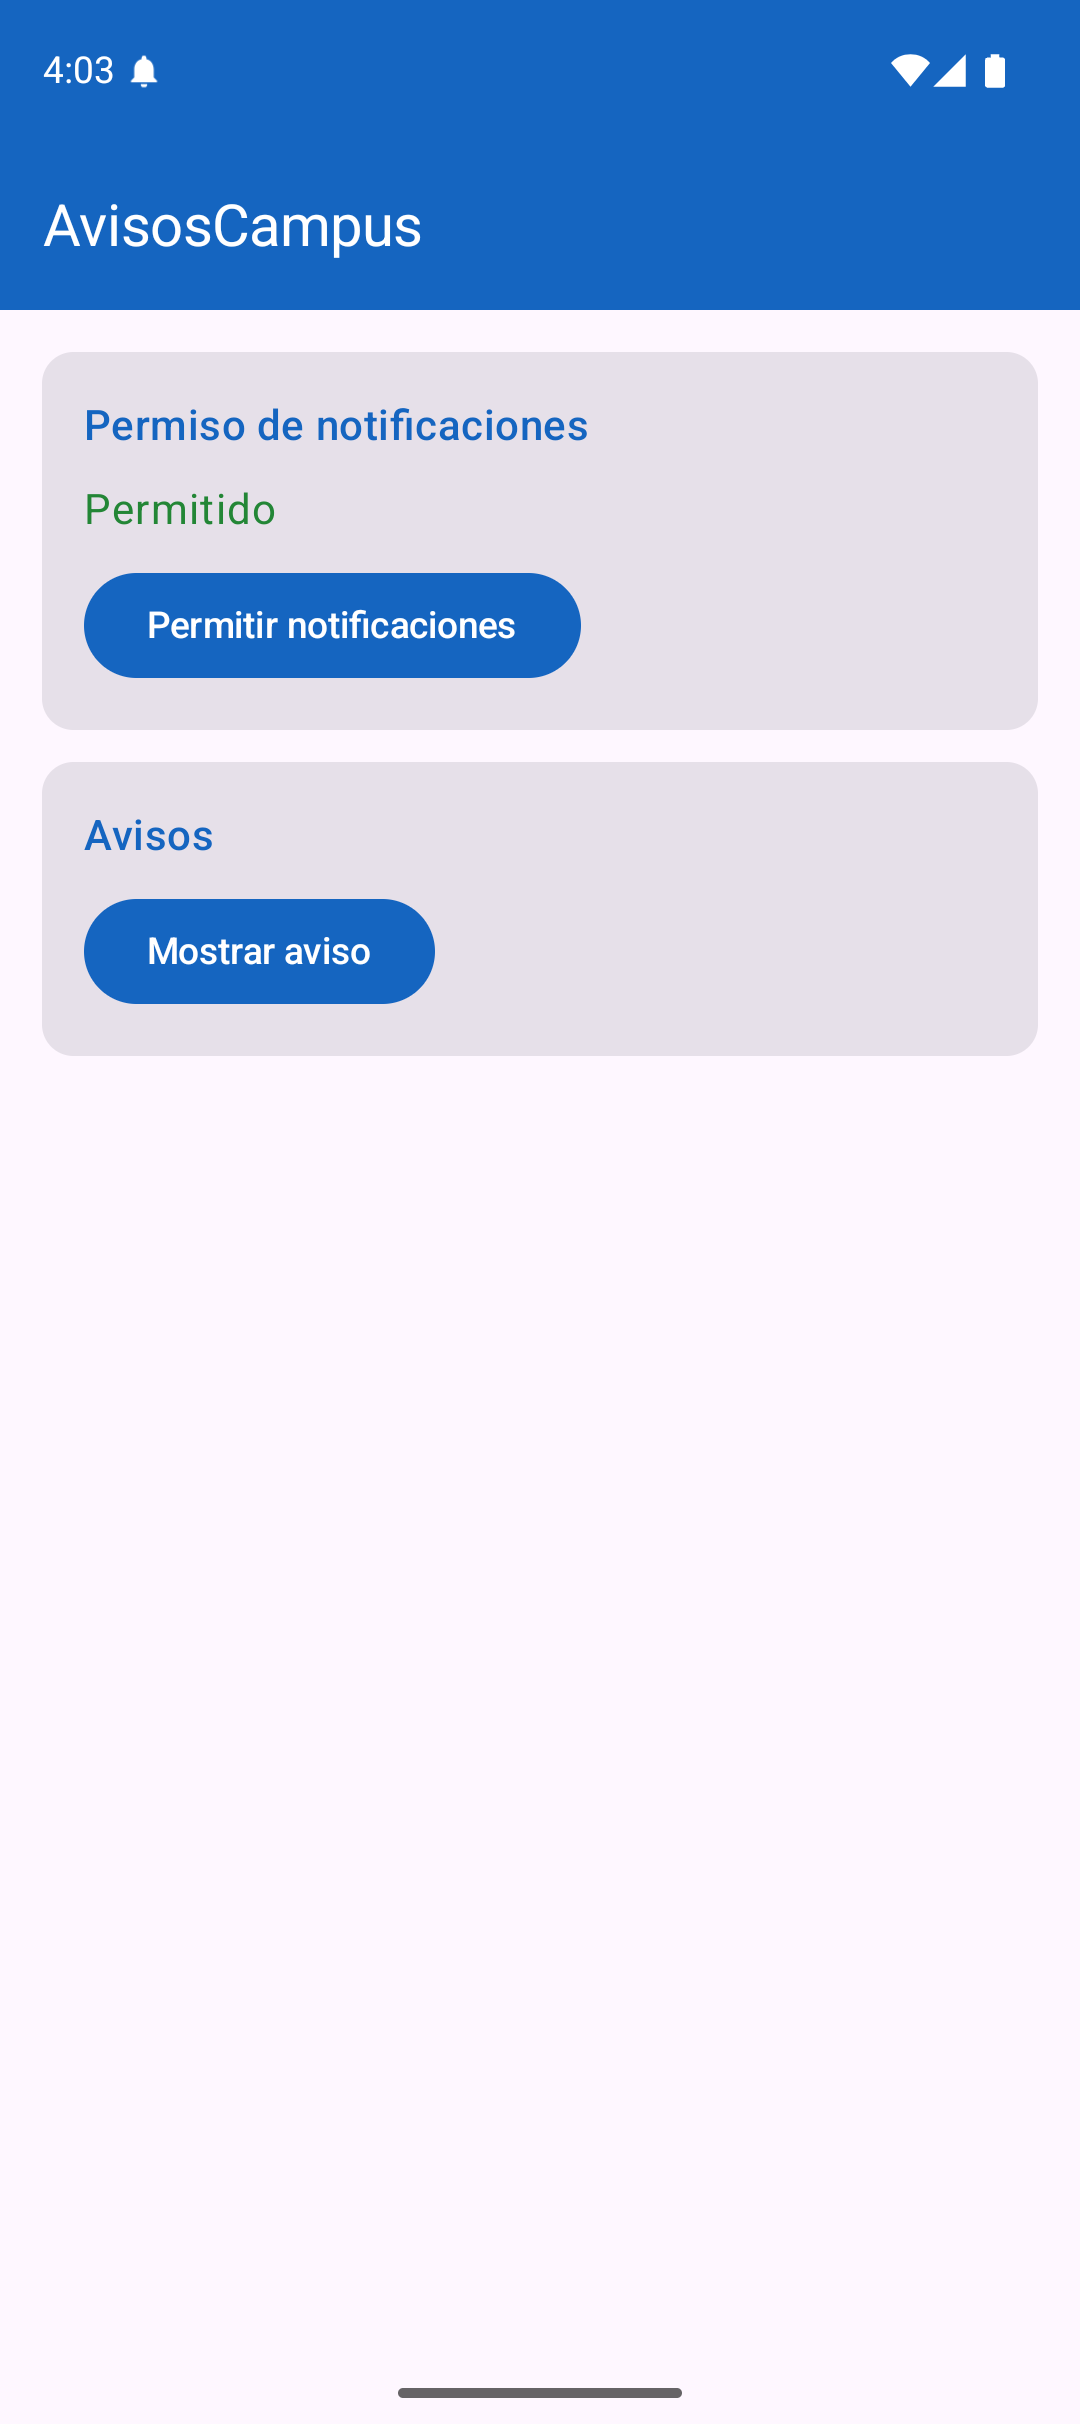 4:03
AvisosCampus
Permiso de notificaciones
Permitido
Permitir notificaciones
Avisos
Mostrar aviso